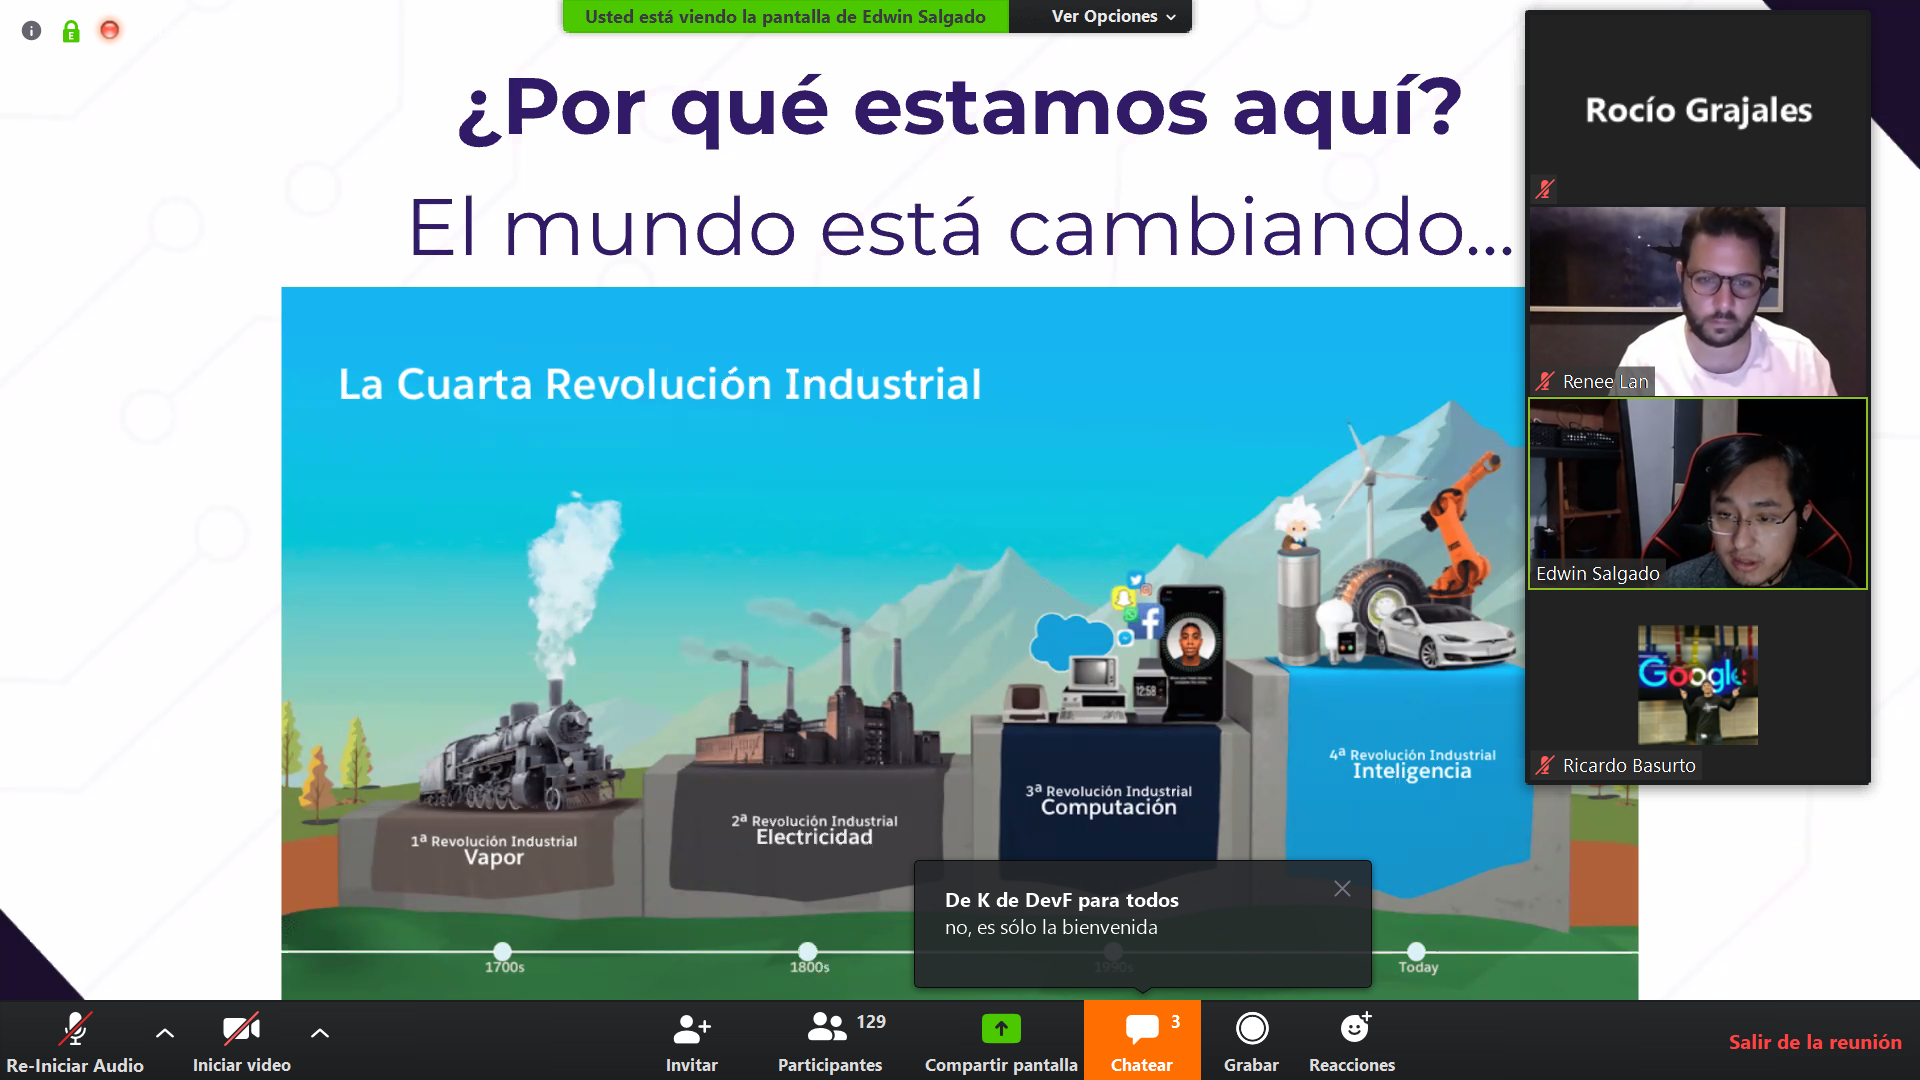 Usted está viendo la pantalla de Edwin Salgado
Ver Opciones
¿Por qué estamos aquí?
El mundo está cambiando...
La Cuarta Revolución Industrial
1ª Revolución Industrial
Vapor
2ª Revolución Industrial
Electricidad
12:58
3ª Revolución Industrial
Computación
4ª Revolución Industrial
Inteligencia
1700s
1800s
1990s
Today
Rocío Grajales
Renee Lan
Edwin Salgado
Google
Ricardo Basurto
De K de DevF para todos
no, es sólo la bienvenida
Re-Iniciar Audio
Iniciar video
Invitar
129
Participantes
Compartir pantalla
3
Chatear
Grabar
Reacciones
Salir de la reunión